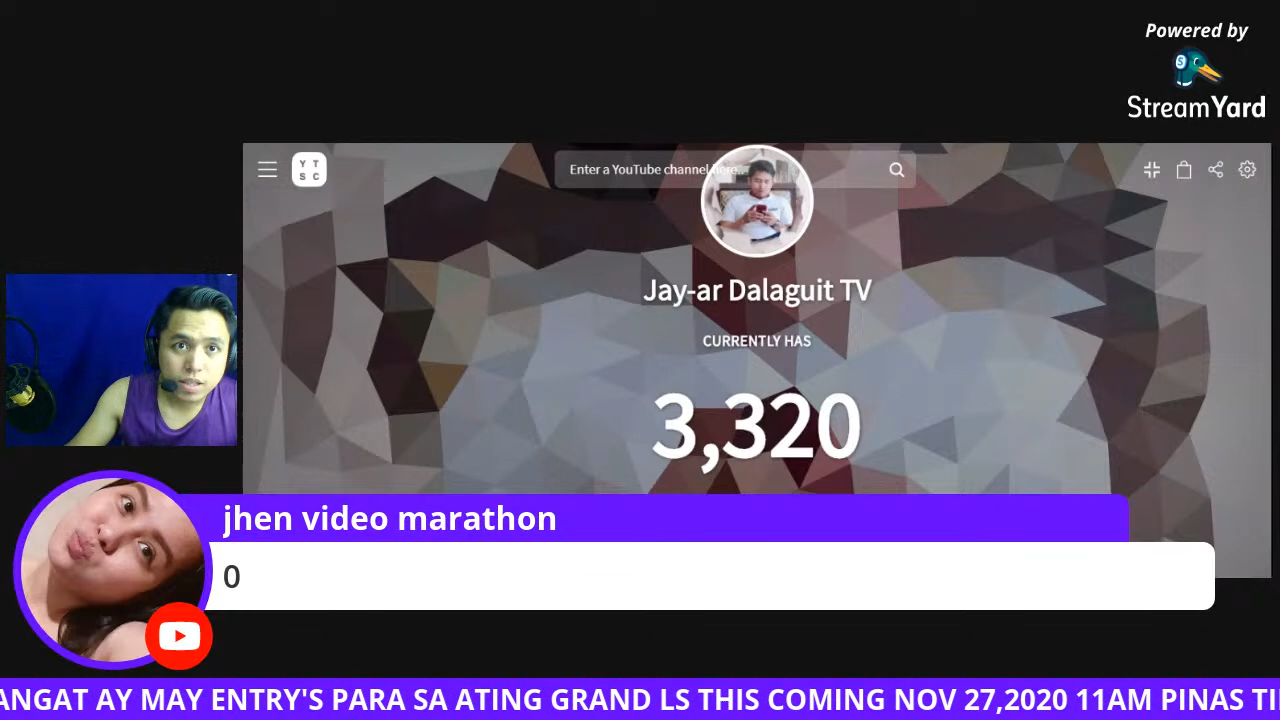 Powered by
StreamYard
Y T
S C
Enter a YouTube channel here...
Jay-ar Dalaguit TV
CURRENTLY HAS
3,320
jhen video marathon
0
ANGAT AY MAY ENTRY'S PARA SA ATING GRAND LS THIS COMING NOV 27,2020 11AM PINAS TI